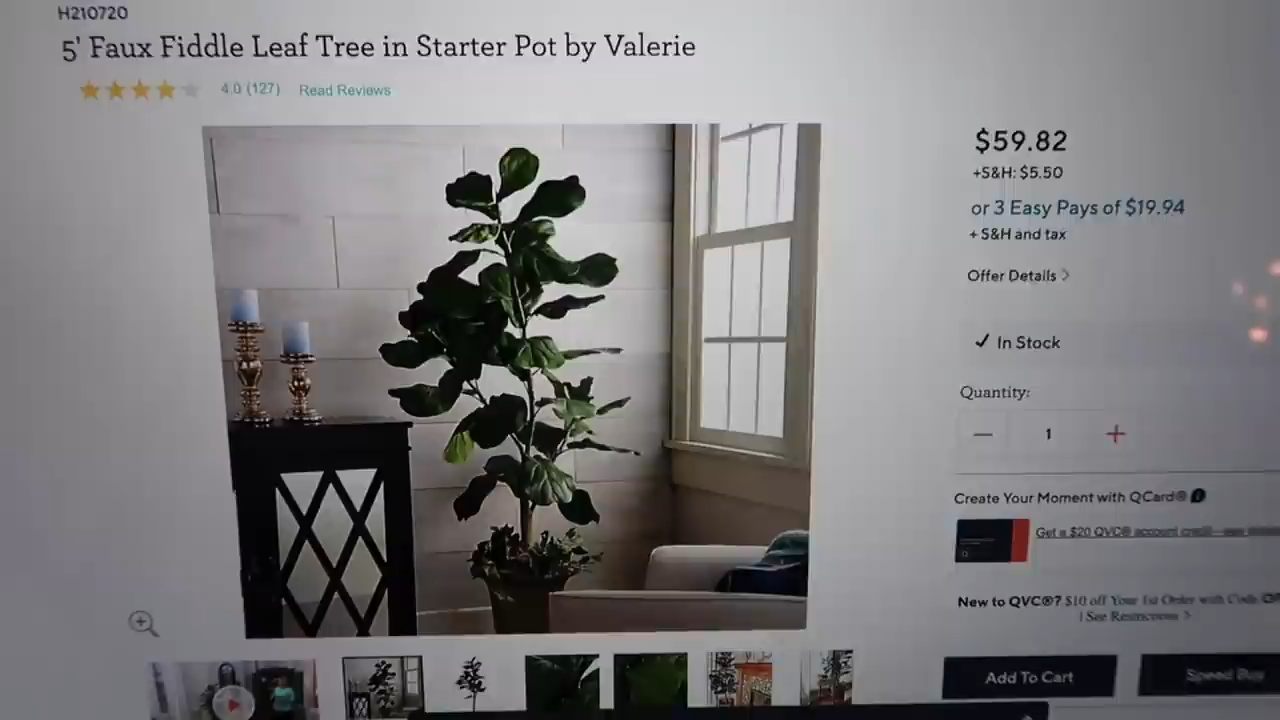 H210720
5' Faux Fiddle Leaf Tree in Starter Pot by Valerie
4.0 (127) Read Reviews
$59.82
+S&H: $5.50
or 3 Easy Pays of $19.94
+ S&H and tax
Offer Details >
✓ In Stock
Quantity:
— 1 +
Create Your Moment with QCard®
Get a $20 QVC® account credit
New to QVC®? $10 off Your 1st Order with Code
| See Restrictions >
Add To Cart
Speed Buy